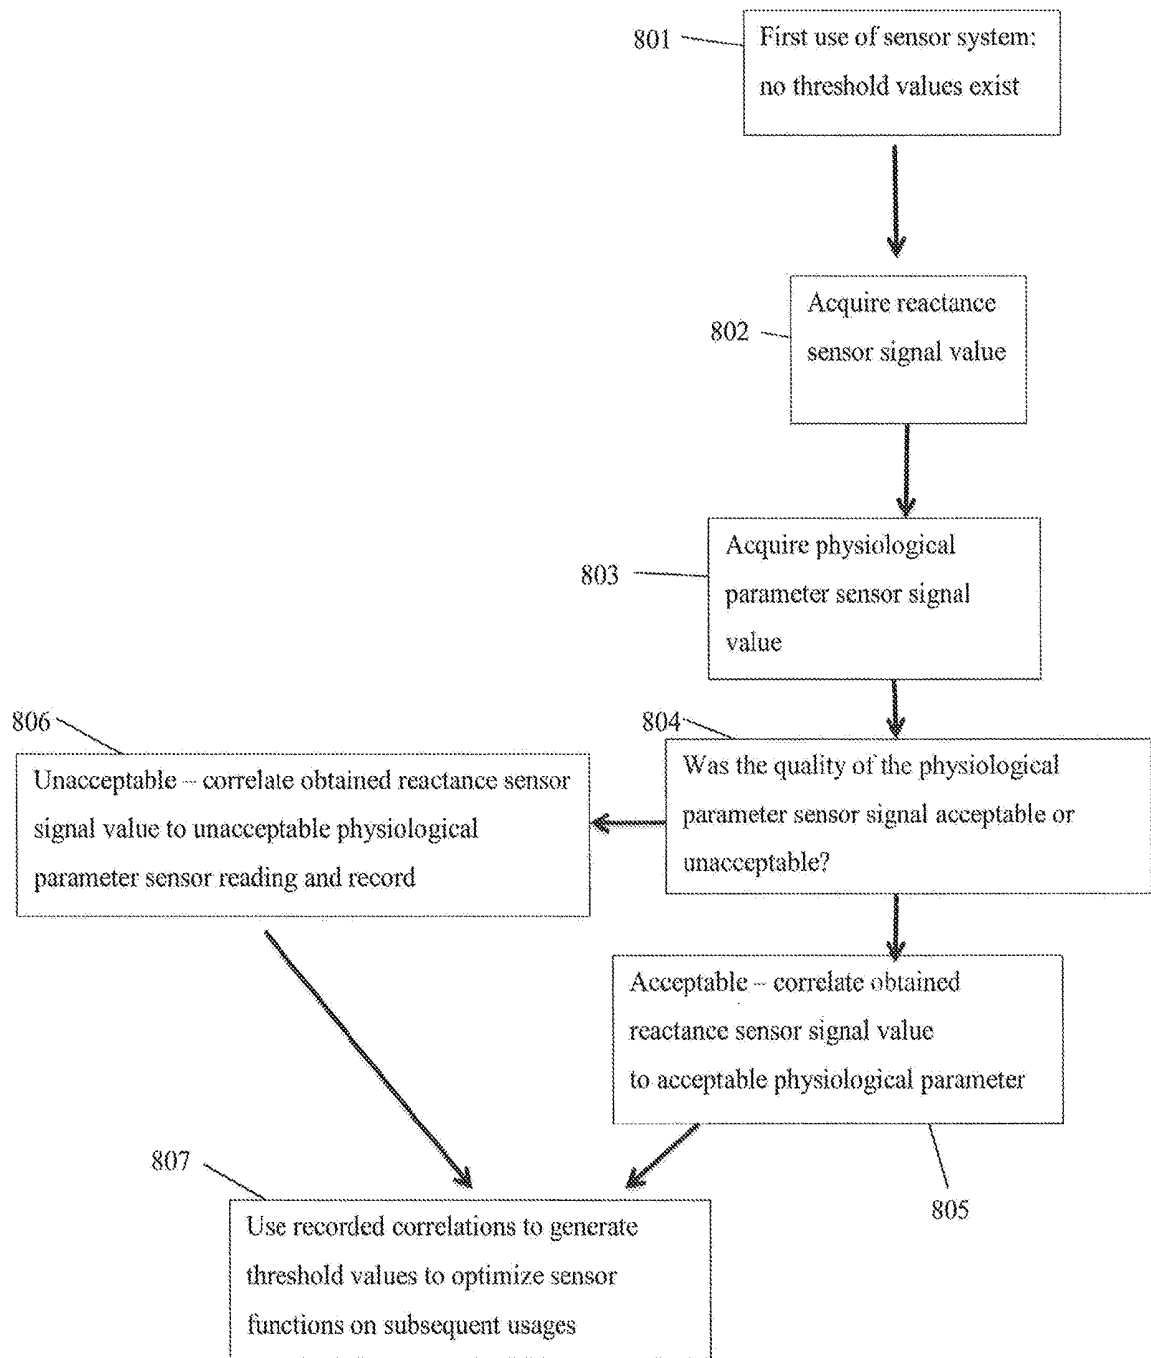 801
First use of sensor system:
no threshold values exist
802
Acquire reactance
sensor signal value
803
Acquire physiological
parameter sensor signal
value
804
Was the quality of the physiological
parameter sensor signal acceptable or
unacceptable?
806
Unacceptable – correlate obtained reactance sensor
signal value to unacceptable physiological
parameter sensor reading and record
Acceptable – correlate obtained
reactance sensor signal value
to acceptable physiological parameter
805
807
Use recorded correlations to generate
threshold values to optimize sensor
functions on subsequent usages